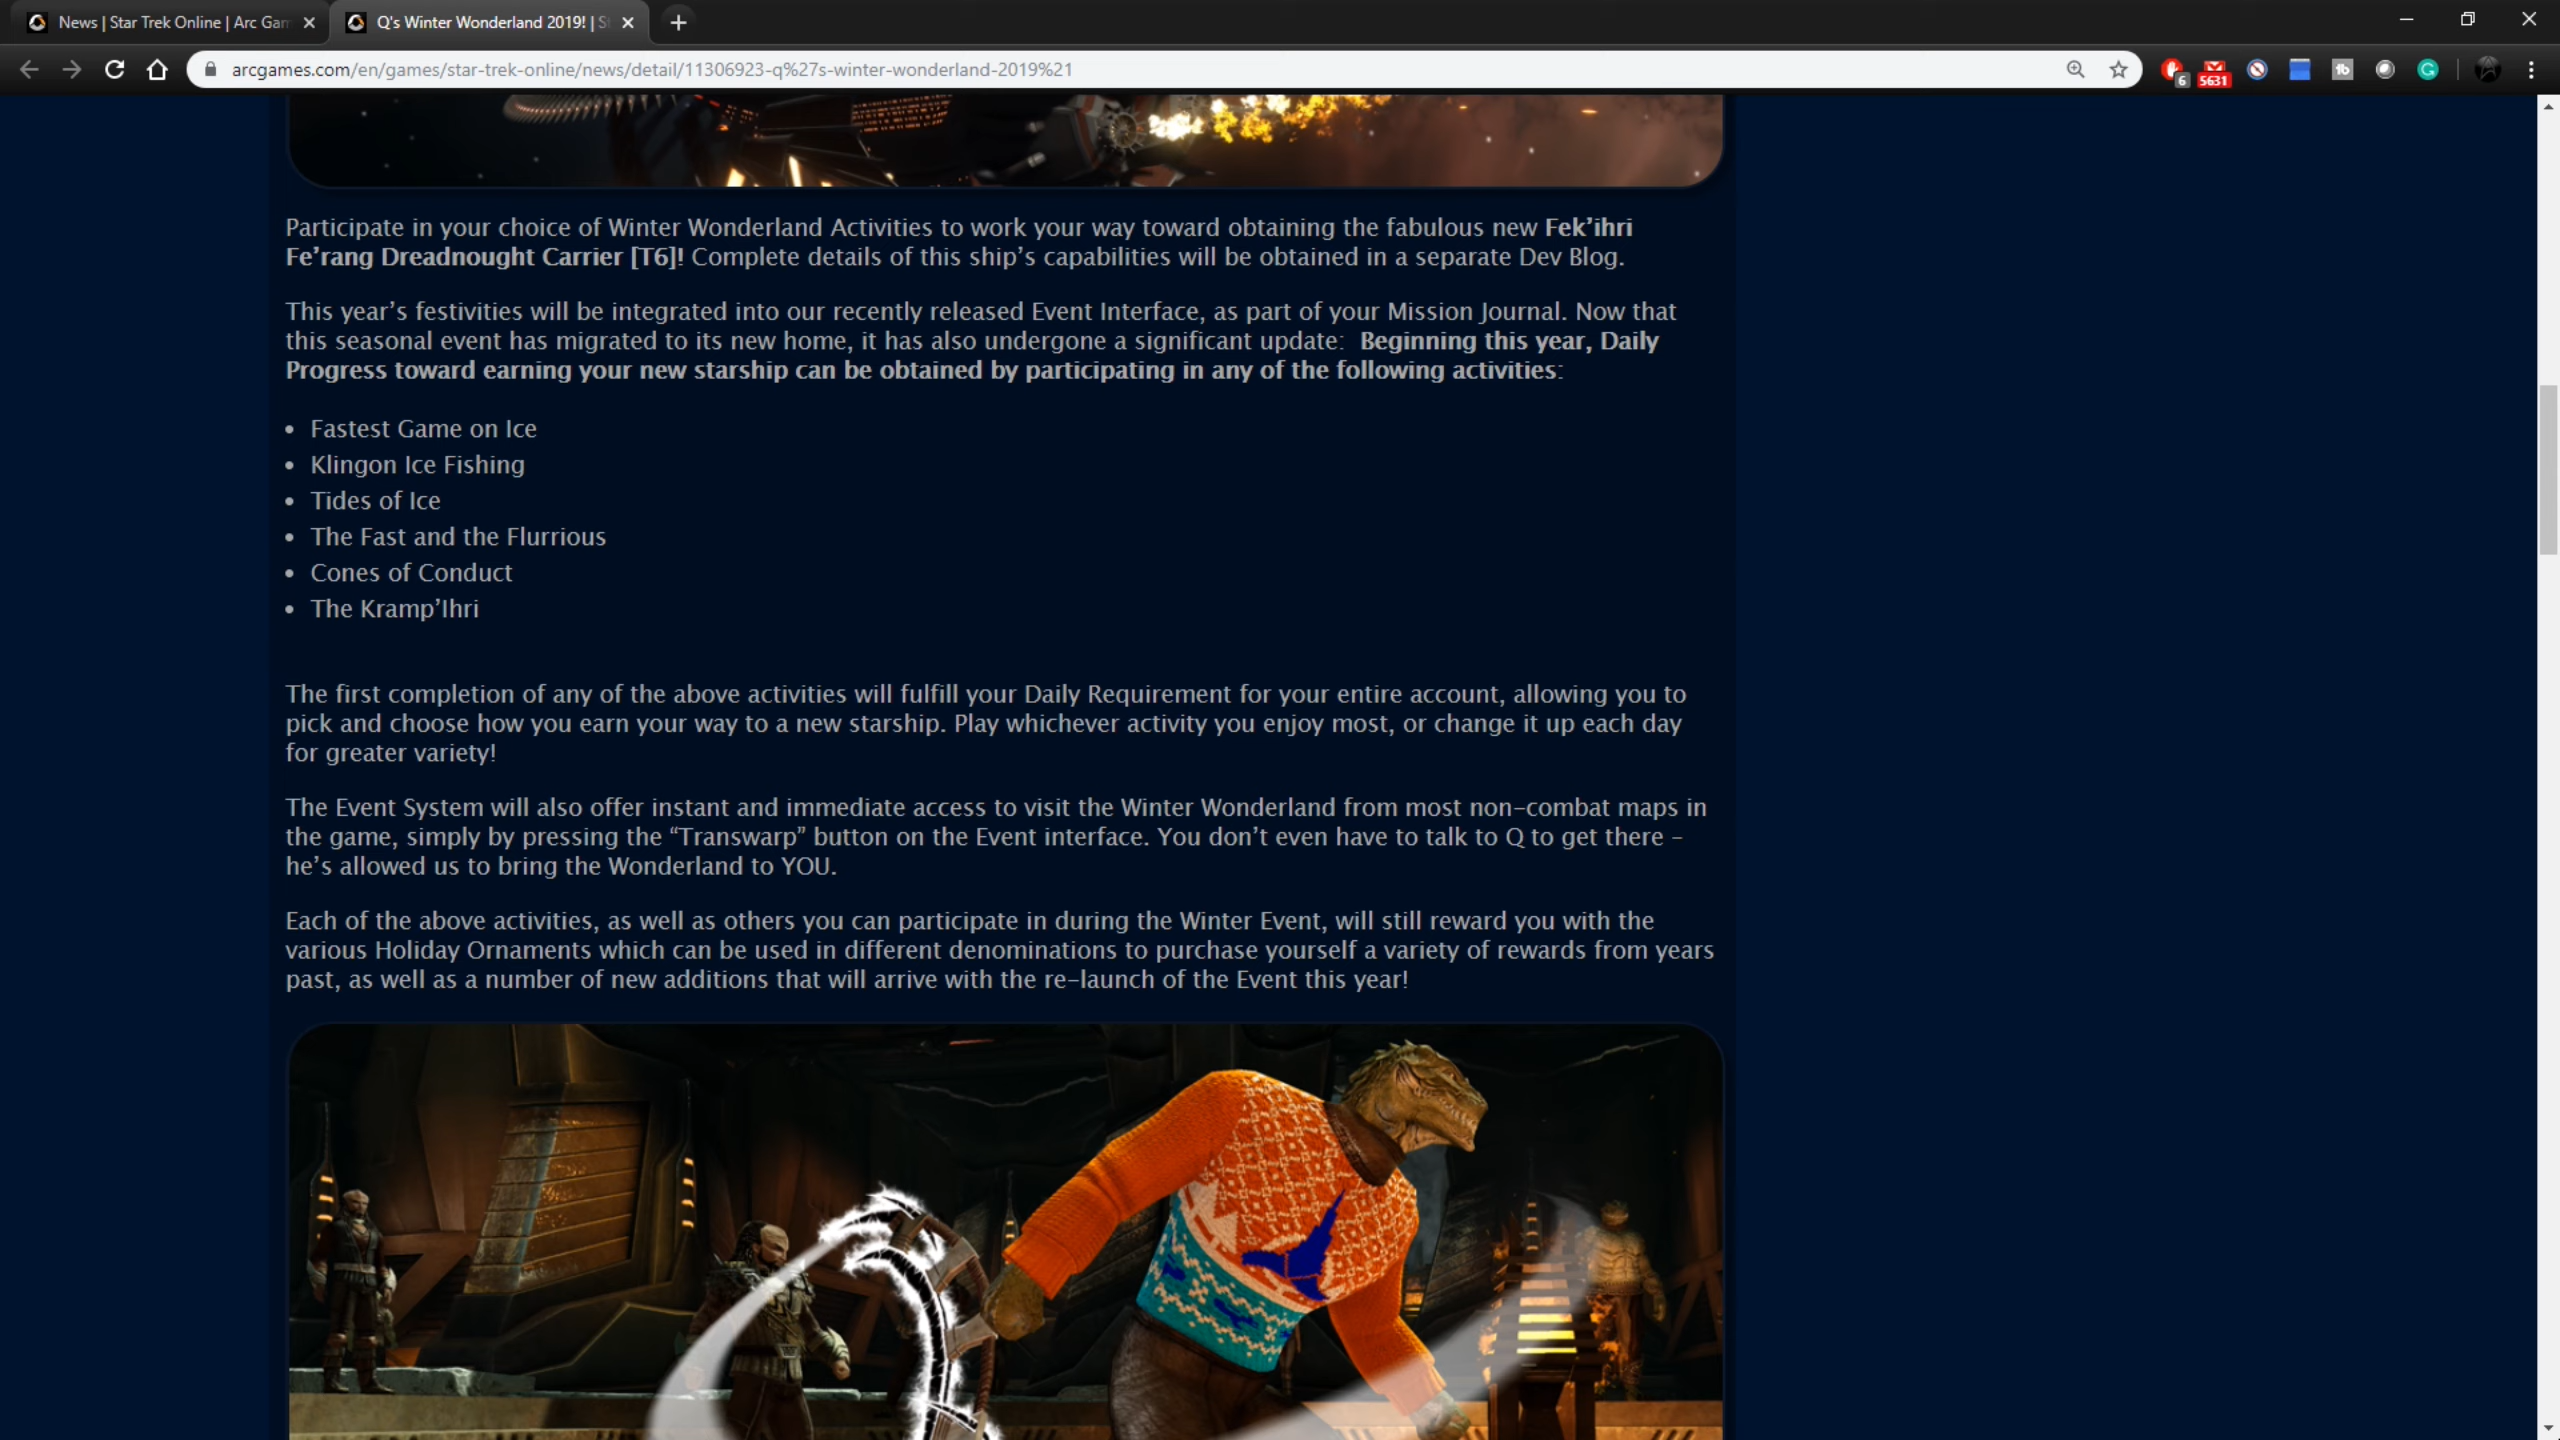 News | Star Trek Online | Arc Gam
Q's Winter Wonderland 2019! | S
arcgames.com/en/games/star-trek-online/news/detail/11306923-q%27s-winter-wonderland-2019%21
6
5631
Participate in your choice of Winter Wonderland Activities to work your way toward obtaining the fabulous new Fek’ihri
Fe’rang Dreadnought Carrier [T6]! Complete details of this ship’s capabilities will be obtained in a separate Dev Blog.
This year’s festivities will be integrated into our recently released Event Interface, as part of your Mission Journal. Now that
this seasonal event has migrated to its new home, it has also undergone a significant update: Beginning this year, Daily
Progress toward earning your new starship can be obtained by participating in any of the following activities:
• Fastest Game on Ice
• Klingon Ice Fishing
• Tides of Ice
• The Fast and the Flurrious
• Cones of Conduct
• The Kramp’Ihri
The first completion of any of the above activities will fulfill your Daily Requirement for your entire account, allowing you to
pick and choose how you earn your way to a new starship. Play whichever activity you enjoy most, or change it up each day
for greater variety!
The Event System will also offer instant and immediate access to visit the Winter Wonderland from most non-combat maps in
the game, simply by pressing the “Transwarp” button on the Event interface. You don’t even have to talk to Q to get there –
he’s allowed us to bring the Wonderland to YOU.
Each of the above activities, as well as others you can participate in during the Winter Event, will still reward you with the
various Holiday Ornaments which can be used in different denominations to purchase yourself a variety of rewards from years
past, as well as a number of new additions that will arrive with the re-launch of the Event this year!